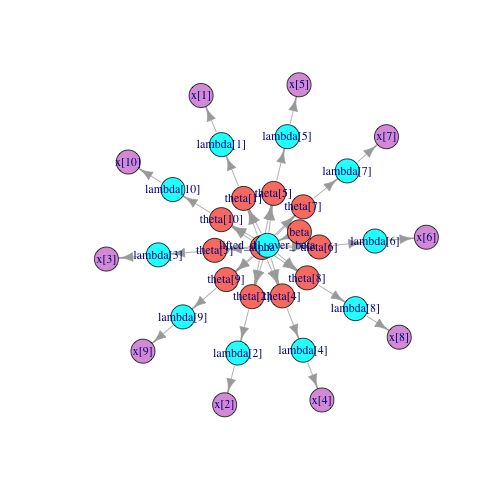 x[5]
x[1]
x[7]
lambda[5]
lambda[1]
x[10]
lambda[7]
lambda[10]
theta[5]
theta[1]
theta[7]
theta[10]
beta
x[6]
lambda[6]
lifted_d1_over_beta
alpha
theta[6]
theta[3]
lambda[3]
x[3]
theta[9]
theta[8]
theta[2]
theta[4]
lambda[8]
lambda[9]
x[8]
lambda[4]
x[9]
lambda[2]
x[4]
x[2]